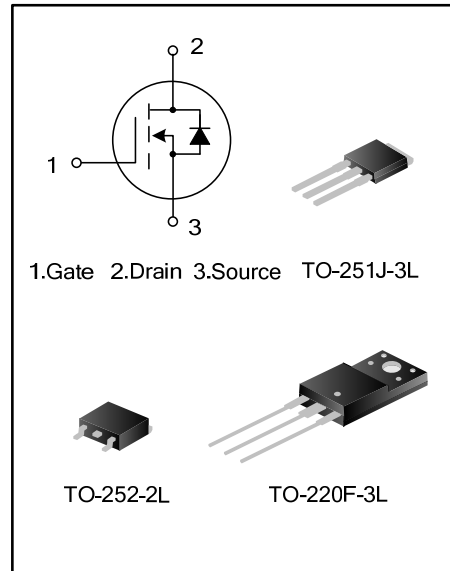 2
1
3
1.Gate 2.Drain 3.Source
TO-251J-3L
TO-252-2L
TO-220F-3L